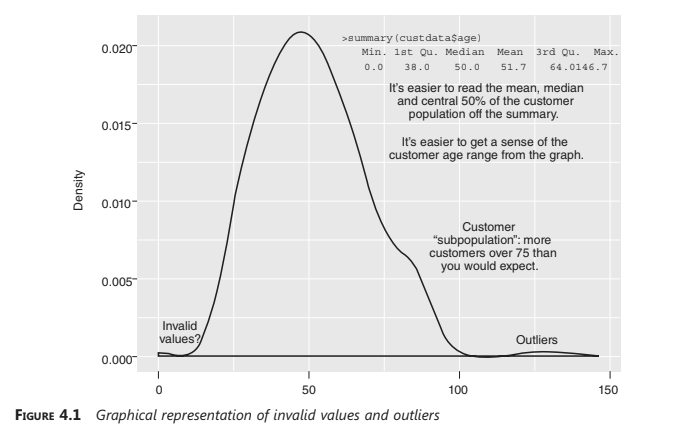 >summary(custdata$age)
0.020
Min. 1st Qu. Median Mean 3rd Qu. Max.
0.0 38.0 50.0 51.7 64.0146.7
It's easier to read the mean, median
and central 50% of the customer
population off the summary.
0.015
It's easier to get a sense of the
customer age range from the graph.
Density
0.010
Customer
“subpopulation”: more
customers over 75 than
you would expect.
0.005
Invalid
values?
Outliers
0.000
0 50 100 150
FIGURE 4.1 Graphical representation of invalid values and outliers